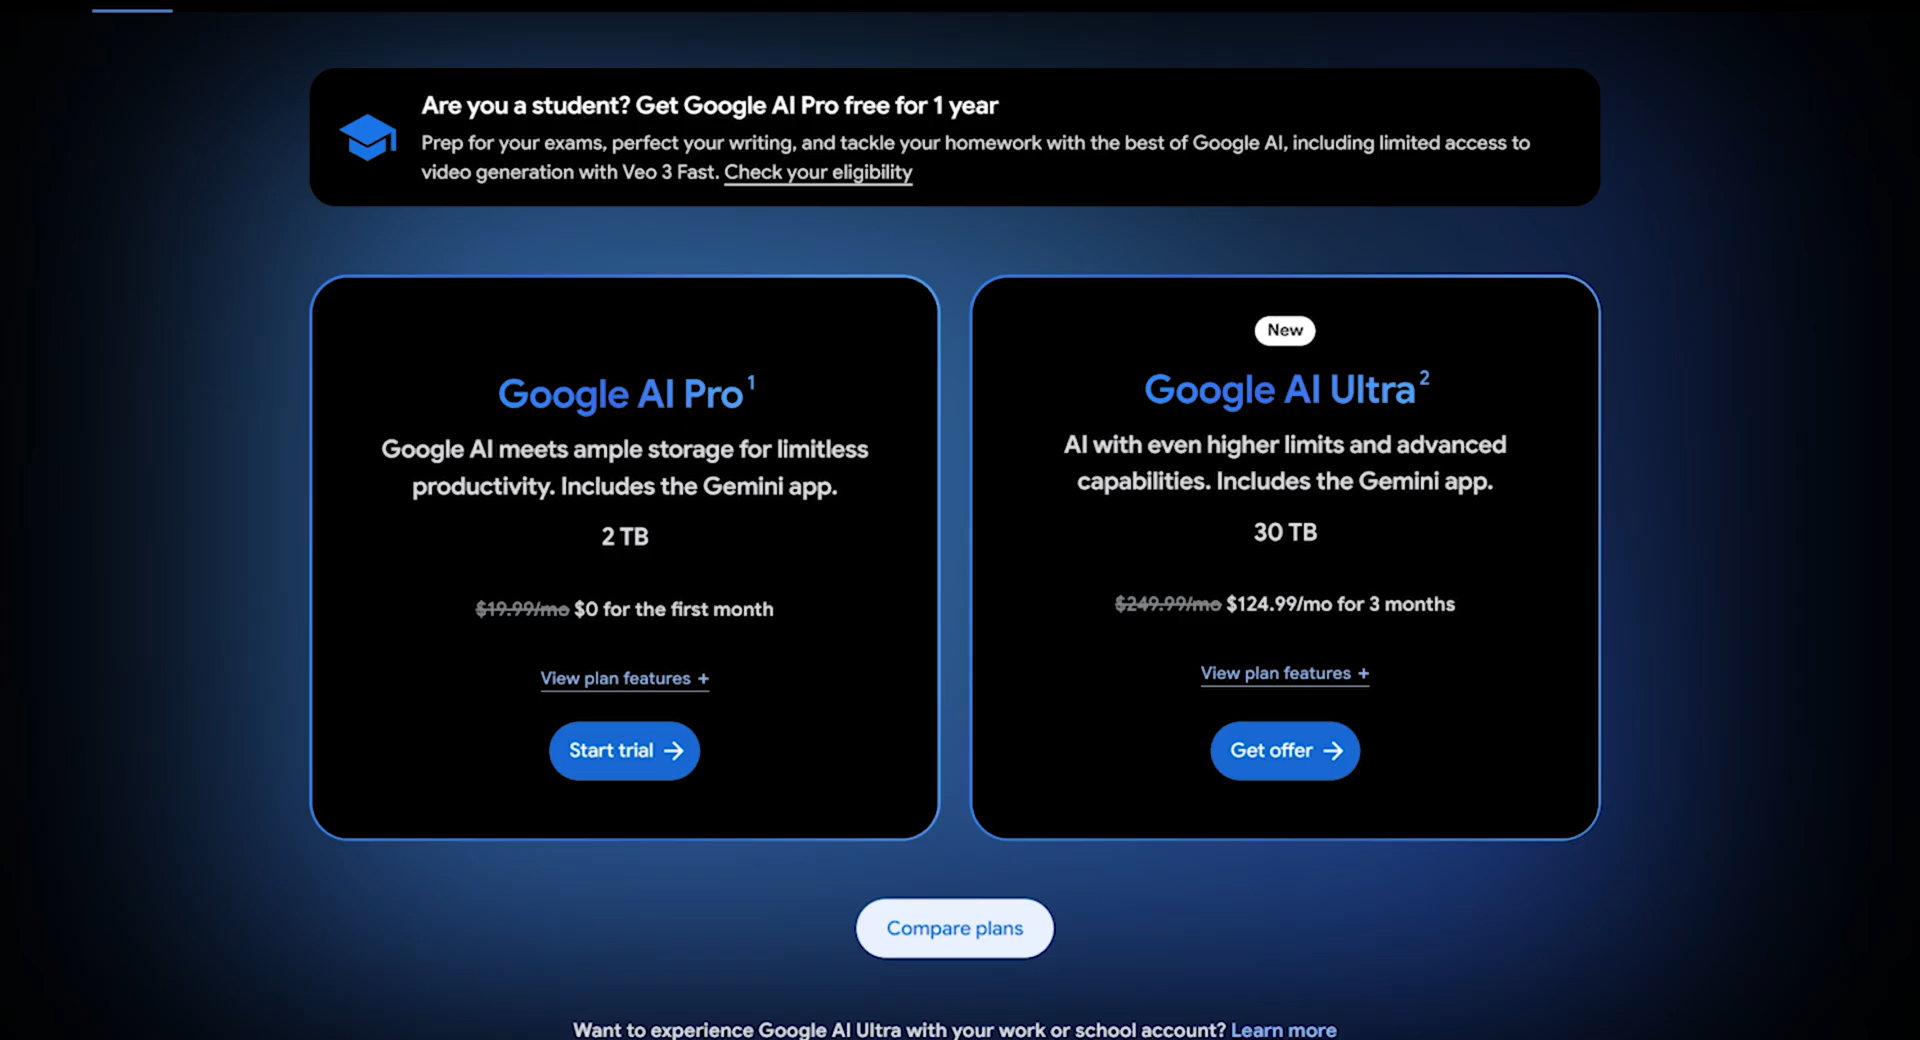 Are you a student? Get Google AI Pro free for 1 year
Prep for your exams, perfect your writing, and tackle your homework with the best of Google AI, including limited access to
video generation with Veo 3 Fast. Check your eligibility
Google AI Pro¹
Google AI meets ample storage for limitless
productivity. Includes the Gemini app.
2 TB
$19.99/mo $0 for the first month
View plan features +
Start trial →
New
Google AI Ultra²
AI with even higher limits and advanced
capabilities. Includes the Gemini app.
30 TB
$249.99/mo $124.99/mo for 3 months
View plan features +
Get offer →
Compare plans
Want to experience Google AI Ultra with your work or school account? Learn more